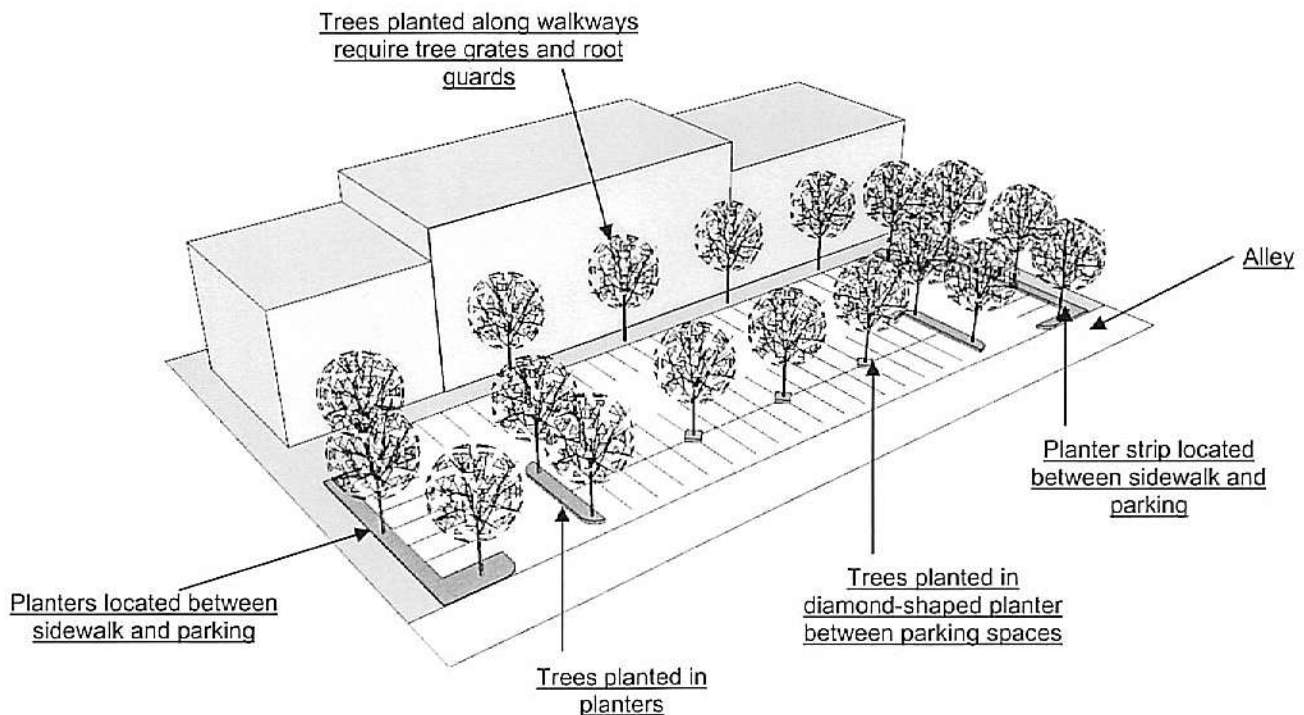 Trees planted along walkways
require tree grates and root
guards
Alley
Planter strip located
between sidewalk and
parking
Trees planted in
diamond-shaped planter
between parking spaces
Planters located between
sidewalk and parking
Trees planted in
planters